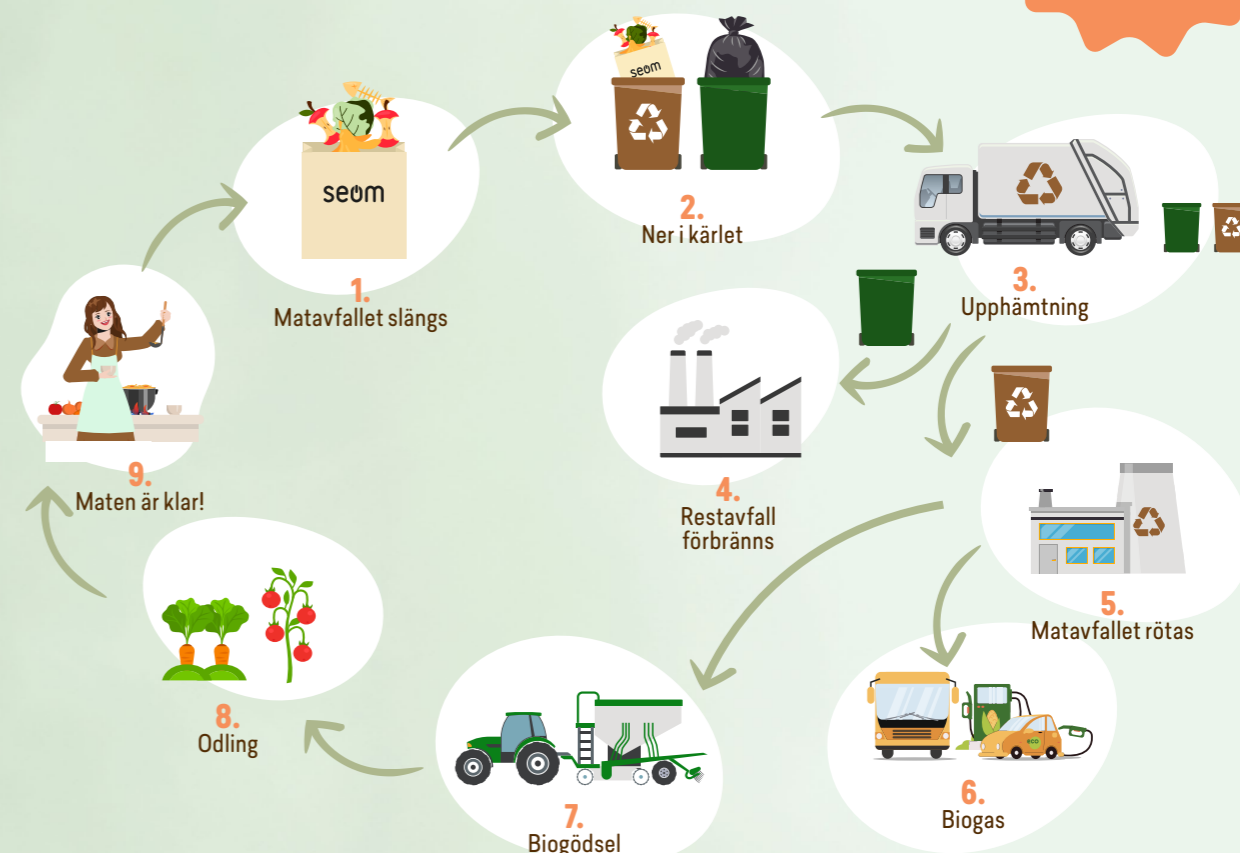 seom
1.
Matavfallet slängs
seom
2.
Ner i kärlet
3.
Upphämtning
4.
Restavfall
förbränns
5.
Matavfallet rötas
eco
6.
Biogas
7.
Biogödsel
8.
Odling
9.
Maten är klar!